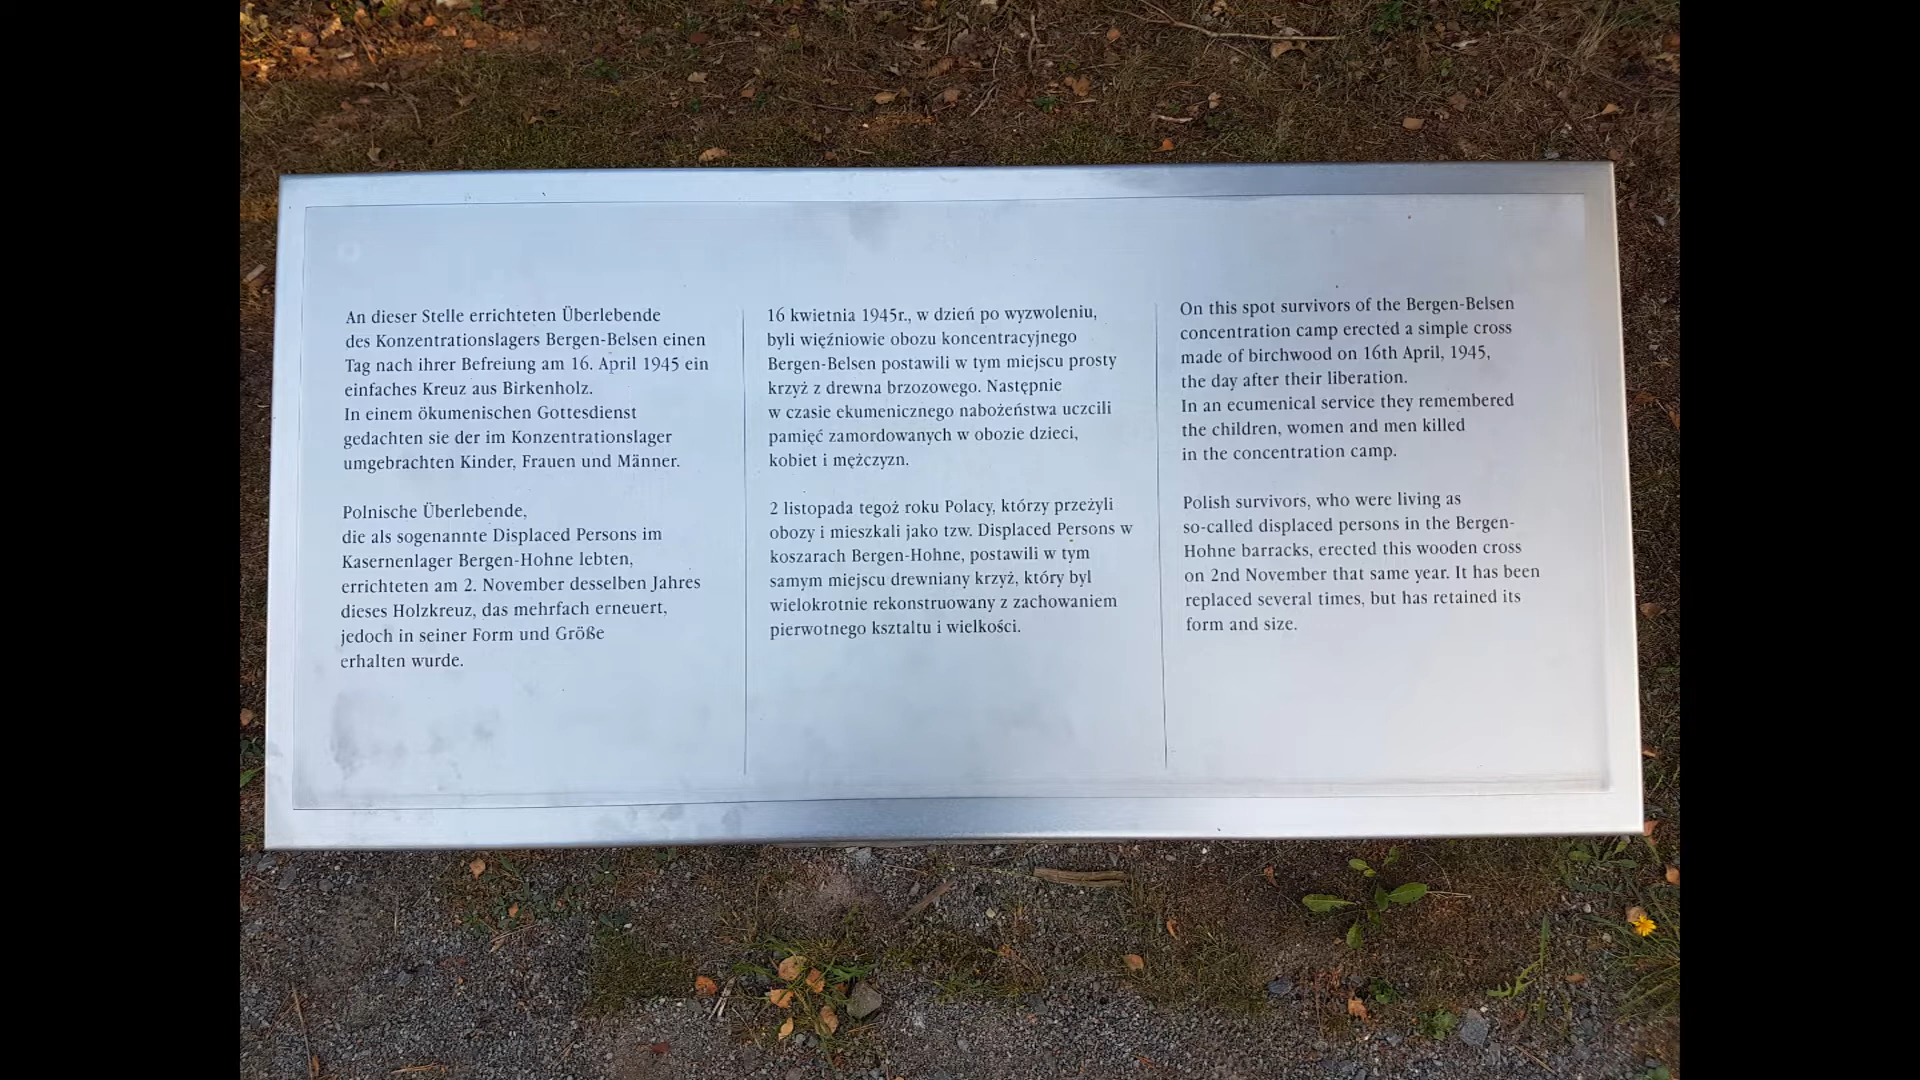 An dieser Stelle errichteten Überlebende
des Konzentrationslagers Bergen-Belsen einen
Tag nach ihrer Befreiung am 16. April 1945 ein
einfaches Kreuz aus Birkenholz.
In einem ökumenischen Gottesdienst
gedachten sie der im Konzentrationslager
umgebrachten Kinder, Frauen und Männer.
Polnische Überlebende,
die als sogenannte Displaced Persons im
Kasernenlager Bergen-Hohne lebten,
errichteten am 2. November desselben Jahres
dieses Holzkreuz, das mehrfach erneuert,
jedoch in seiner Form und Größe
erhalten wurde.
16 kwietnia 1945r., w dzień po wyzwoleniu,
byli więźniowie obozu koncentracyjnego
Bergen-Belsen postawili w tym miejscu prosty
krzyż z drewna brzozowego. Następnie
w czasie ekumenicznego nabożeństwa uczcili
pamięć zamordowanych w obozie dzieci,
kobiet i mężczyzn.
2 listopada tegoż roku Polacy, którzy przeżyli
obozy i mieszkali jako tzw. Displaced Persons w
koszarach Bergen-Hohne, postawili w tym
samym miejscu drewniany krzyż, który był
wielokrotnie rekonstruowany z zachowaniem
pierwotnego kształtu i wielkości.
On this spot survivors of the Bergen-Belsen
concentration camp erected a simple cross
made of birchwood on 16th April, 1945,
the day after their liberation.
In an ecumenical service they remembered
the children, women and men killed
in the concentration camp.
Polish survivors, who were living as
so-called displaced persons in the Bergen-
Hohne barracks, erected this wooden cross
on 2nd November that same year. It has been
replaced several times, but has retained its
form and size.